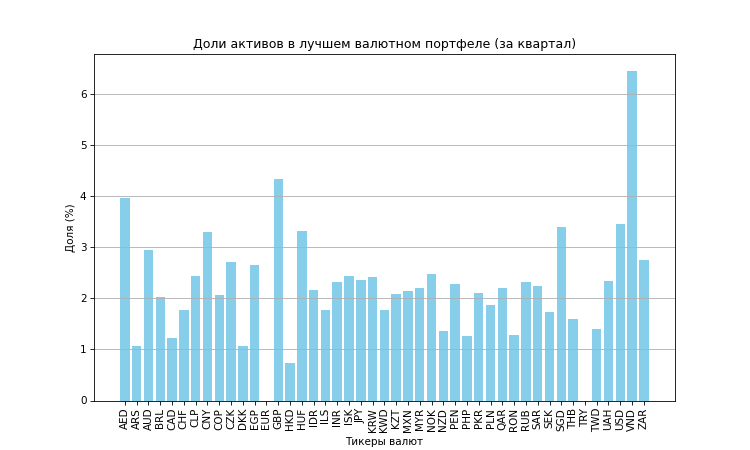 Доли активов в лучшем валютном портфеле (за квартал)
Доля (%)
6
5
4
3
2
1
0
AED ARS AUD BRL CAD CHF CLP CNY COP CZK DKK EGP EUR GBP HKD HUF IDR ILS INR ISK JPY KRW KWD KZT MXN MYR NOK NZD PEN PHP PKR PLN QAR RON RUB SAR SEK SGD THB TRY TWD UAH USD VND ZAR
Тикеры валют